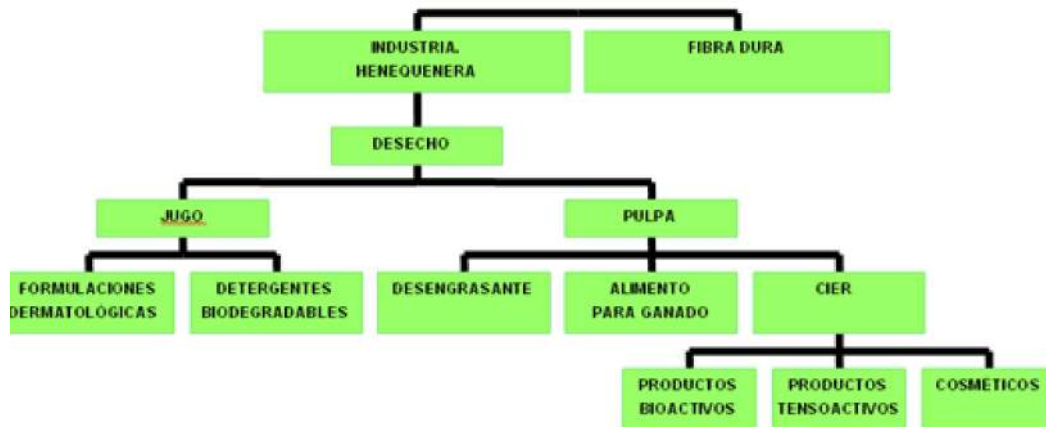 INDUSTRIA.
HENEQUENERA
FIBRA DURA
DESECHO
JUGO
PULPA
FORMULACIONES
DERMATOLÓGICAS
DETERGENTES
BIODEGRADABLES
DESENGRASANTE
ALIMENTO
PARA GANADO
CIER
PRODUCTOS
BIOACTIVOS
PRODUCTOS
TENSOACTIVOS
COSMÉTICOS